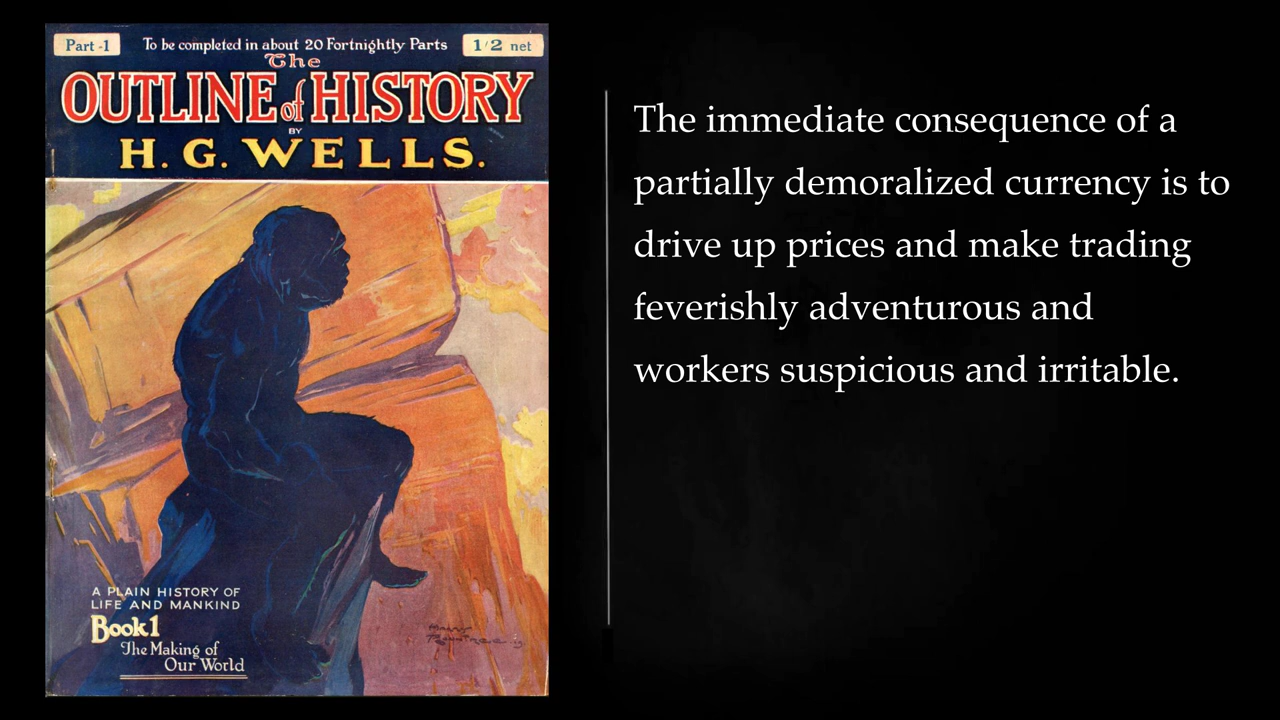 Part -1
To be completed in about 20 Fortnightly Parts
1/2 net
The
OUTLINE of HISTORY
BY
H. G. WELLS.
A PLAIN HISTORY OF
LIFE AND MANKIND
Book 1
The Making of
Our World
The immediate consequence of a
partially demoralized currency is to
drive up prices and make trading
feverishly adventurous and
workers suspicious and irritable.